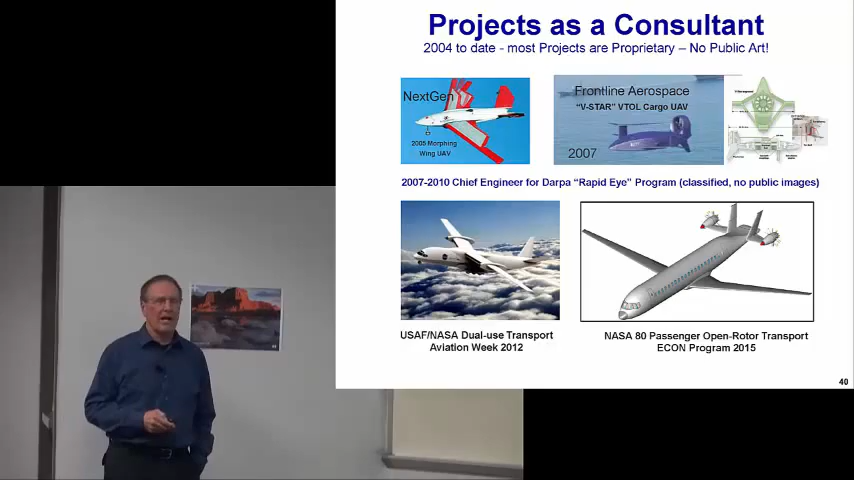 Projects as a Consultant
2004 to date - most Projects are Proprietary – No Public Art!
NextGen
2005 Morphing
Wing UAV
Frontline Aerospace
"V-STAR" VTOL Cargo UAV
2007
2007-2010 Chief Engineer for Darpa "Rapid Eye" Program (classified, no public images)
USAF/NASA Dual-use Transport
Aviation Week 2012
NASA 80 Passenger Open-Rotor Transport
ECON Program 2015
40